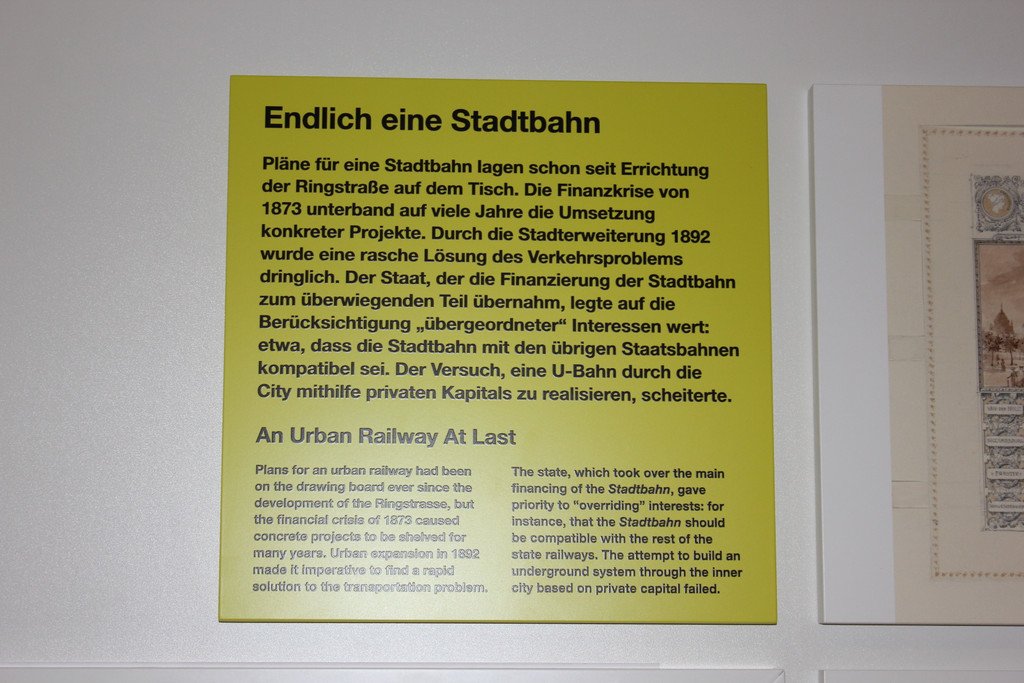 Endlich eine Stadtbahn
Pläne für eine Stadtbahn lagen schon seit Errichtung
der Ringstraße auf dem Tisch. Die Finanzkrise von
1873 unterband auf viele Jahre die Umsetzung
konkreter Projekte. Durch die Stadterweiterung 1892
wurde eine rasche Lösung des Verkehrsproblems
dringlich. Der Staat, der die Finanzierung der Stadtbahn
zum überwiegenden Teil übernahm, legte auf die
Berücksichtigung „übergeordneter“ Interessen wert:
etwa, dass die Stadtbahn mit den übrigen Staatsbahnen
kompatibel sei. Der Versuch, eine U-Bahn durch die
City mithilfe privaten Kapitals zu realisieren, scheiterte.
An Urban Railway At Last
Plans for an urban railway had been
on the drawing board ever since the
development of the Ringstrasse, but
the financial crisis of 1873 caused
concrete projects to be shelved for
many years. Urban expansion in 1892
made it imperative to find a rapid
solution to the transportation problem.
The state, which took over the main
financing of the Stadtbahn, gave
priority to “overriding” interests: for
instance, that the Stadtbahn should
be compatible with the rest of the
state railways. The attempt to build an
underground system through the inner
city based on private capital failed.